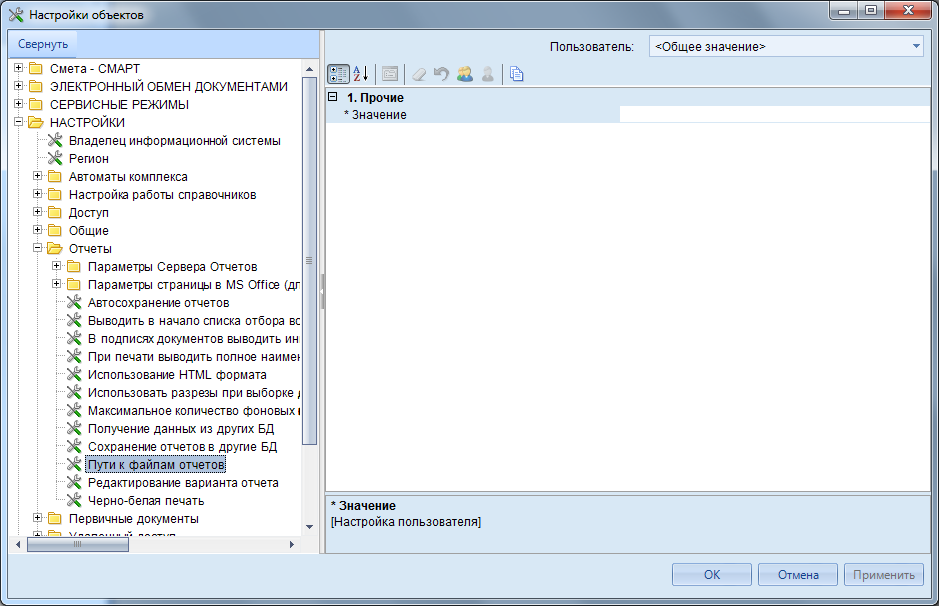 Настройки объектов
Свернуть
Пользователь: <Общее значение>
Смета - СМАРТ
ЭЛЕКТРОННЫЙ ОБМЕН ДОКУМЕНТАМИ
СЕРВИСНЫЕ РЕЖИМЫ
НАСТРОЙКИ
Владелец информационной системы
Регион
Автоматы комплекса
Настройка работы справочников
Доступ
Общие
Отчеты
Параметры Сервера Отчетов
Параметры страницы в MS Office (дл
Автосохранение отчетов
Выводить в начало списка отбора вс
В подписях документов выводить ин
При печати выводить полное наимен
Использование HTML формата
Использовать разрезы при выборке д
Максимальное количество фоновых
Получение данных из других БД
Сохранение отчетов в другие БД
Пути к файлам отчетов
Редактирование варианта отчета
Черно-белая печать
Первичные документы
Удаленный доступ
1. Прочие
* Значение
* Значение
[Настройка пользователя]
ОК
Отмена
Применить